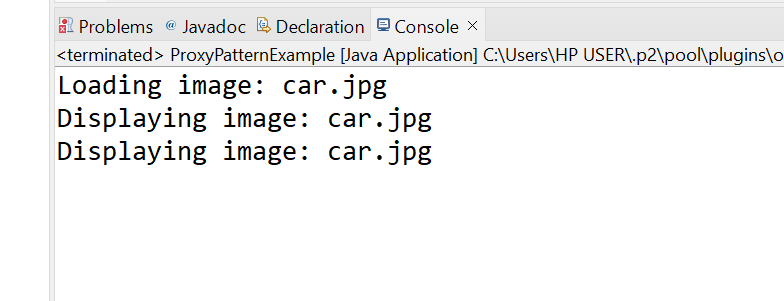 Problems @ Javadoc Declaration Console ×
<terminated> ProxyPatternExample [Java Application] C:\Users\HP USER\.p2\pool\plugins\o
Loading image: car.jpg
Displaying image: car.jpg
Displaying image: car.jpg